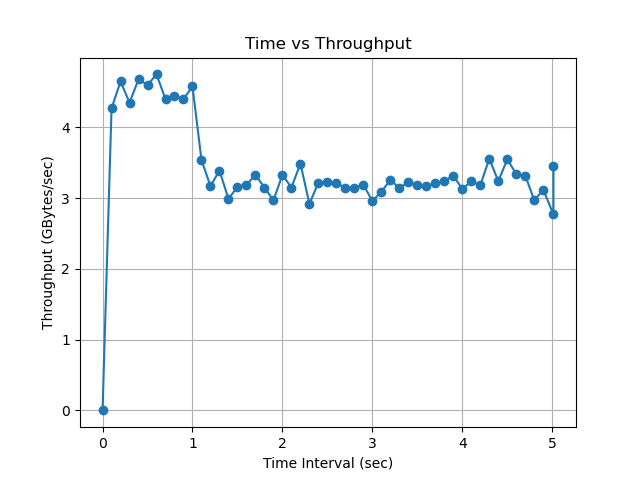 Time vs Throughput
Throughput (GBytes/sec)
4
3
2
1
0
0 1 2 3 4 5
Time Interval (sec)